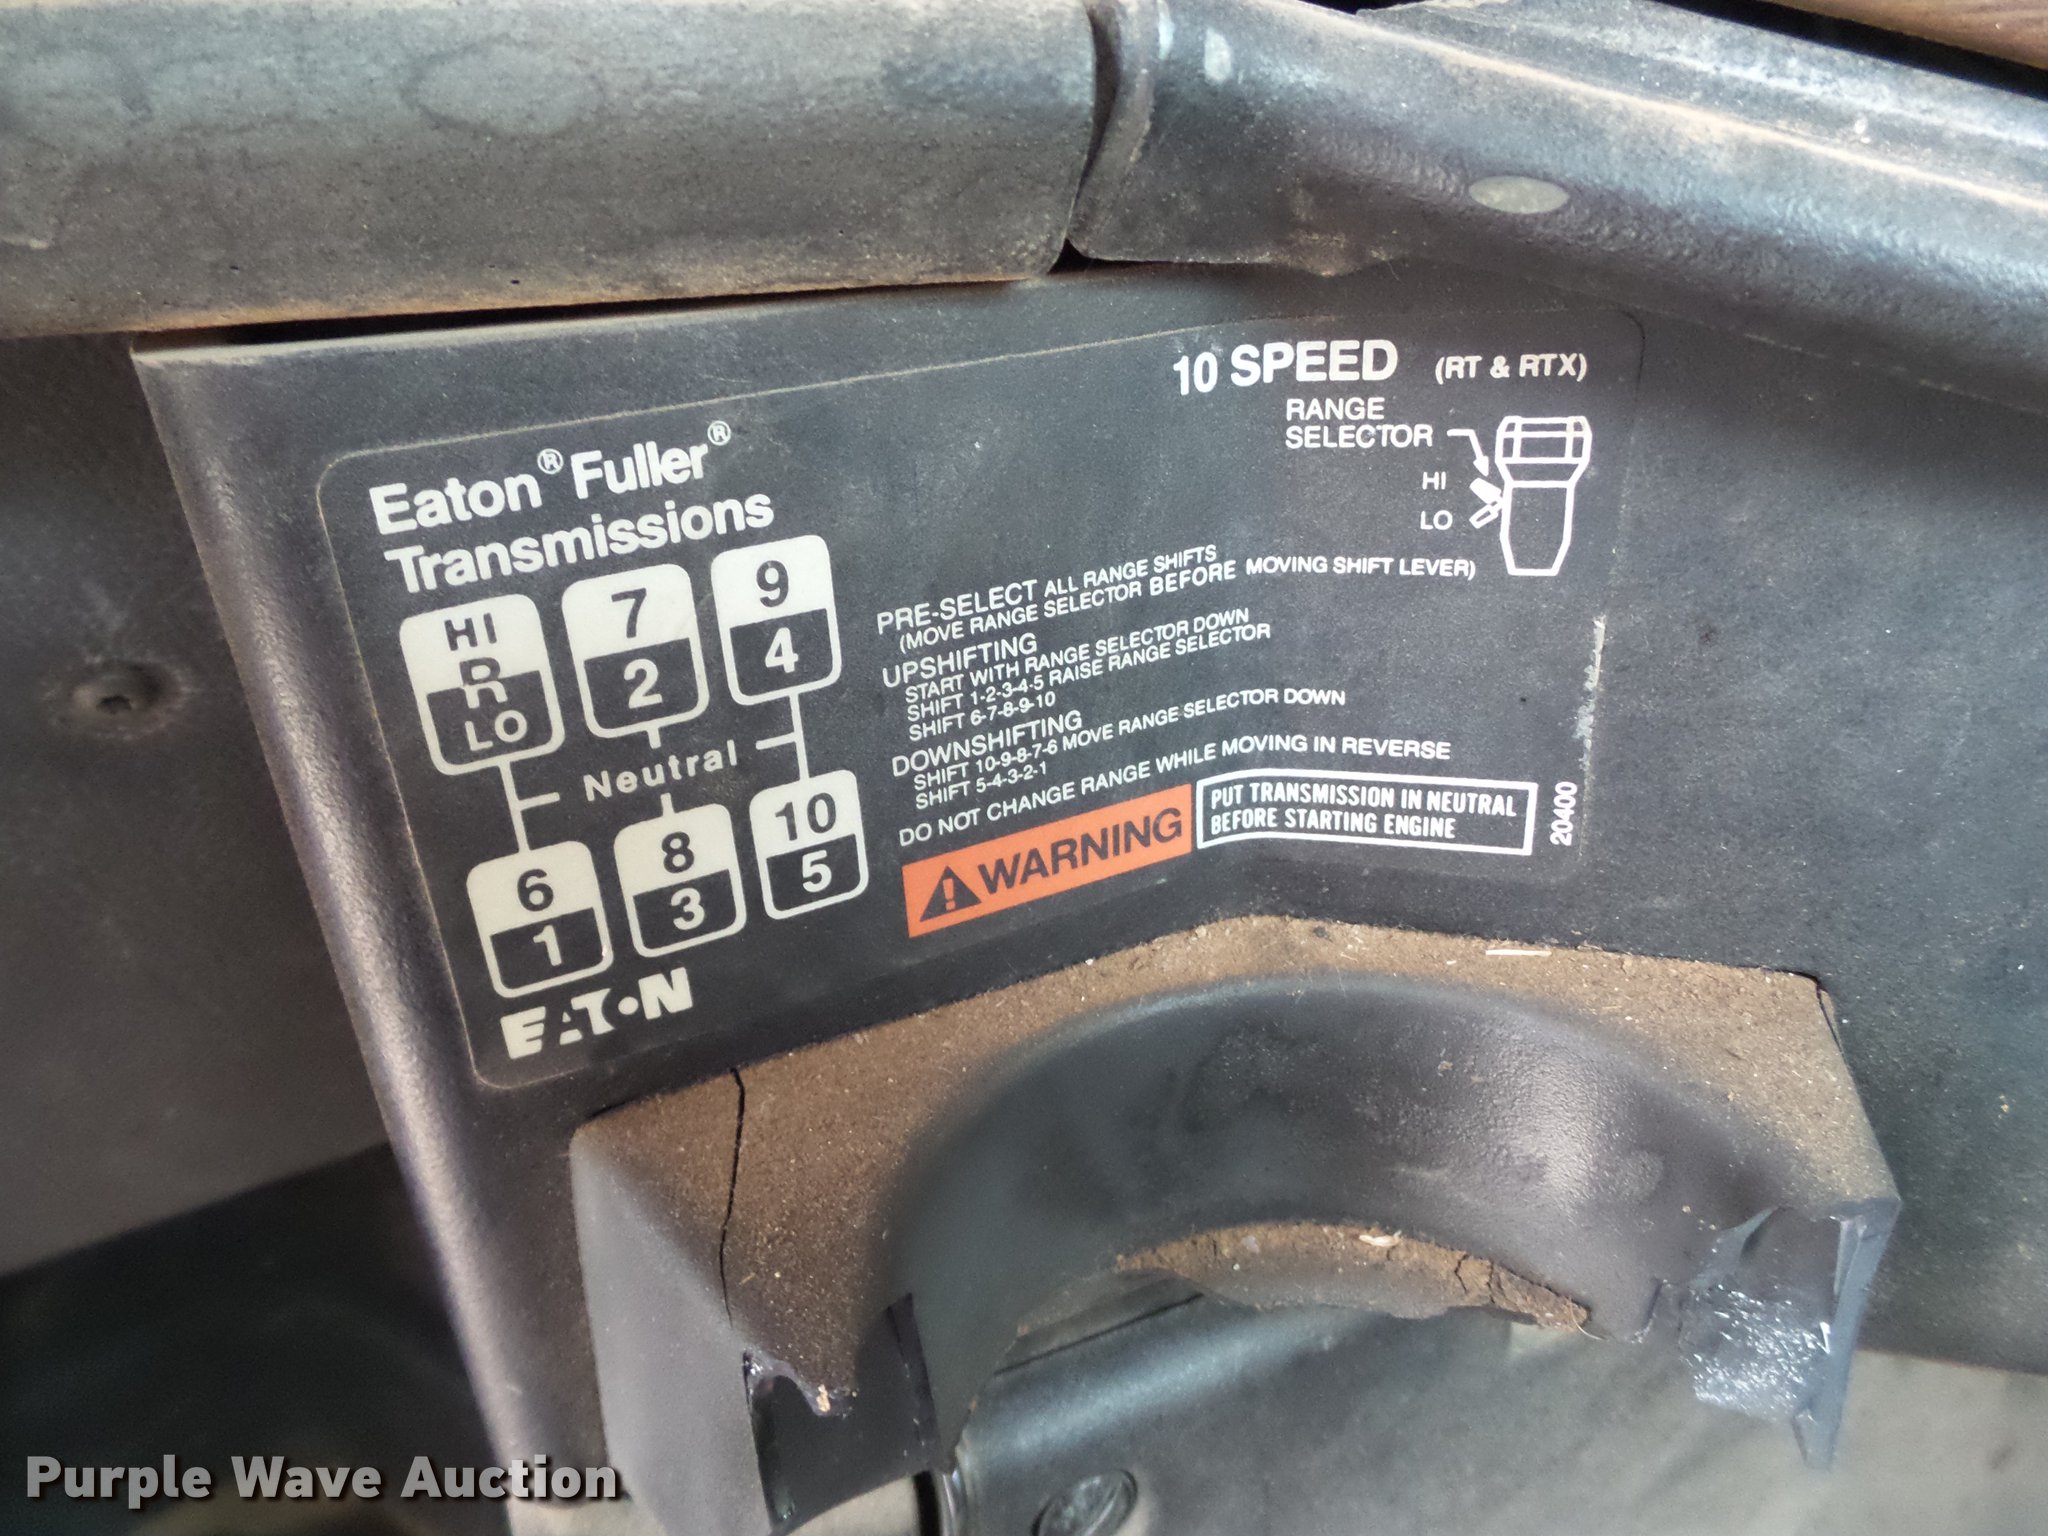 10 SPEED (RT & RTX)
RANGE
SELECTOR
HI
LO
Eaton® Fuller®
Transmissions
HI
R
LO
7
2
9
4
Neutral
6
1
8
3
10
5
EATON
PRE-SELECT ALL RANGE SHIFTS
(MOVE RANGE SELECTOR BEFORE MOVING SHIFT LEVER)
UPSHIFTING
START WITH RANGE SELECTOR DOWN
SHIFT 1-2-3-4-5 RAISE RANGE SELECTOR
SHIFT 6-7-8-9-10
DOWNSHIFTING
SHIFT 10-9-8-7-6 MOVE RANGE SELECTOR DOWN
SHIFT 5-4-3-2-1
DO NOT CHANGE RANGE WHILE MOVING IN REVERSE
WARNING
PUT TRANSMISSION IN NEUTRAL
BEFORE STARTING ENGINE
20400
Purple Wave Auction